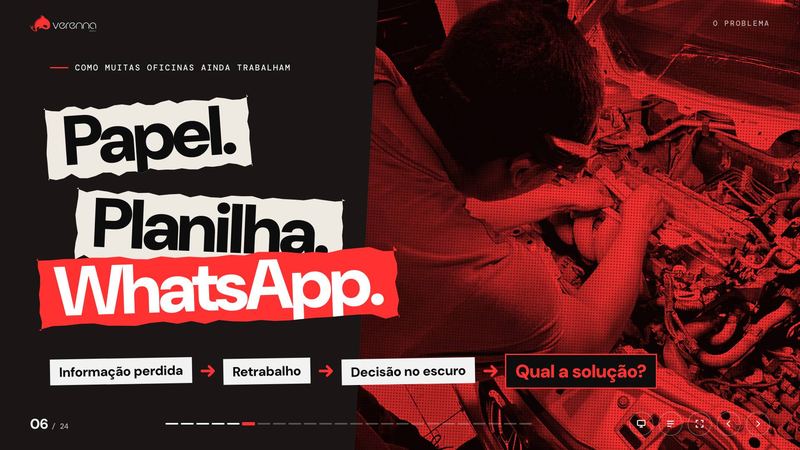 verenna
O PROBLEMA
COMO MUITAS OFICINAS AINDA TRABALHAM
Papel.
Planilha.
WhatsApp.
Informação perdida → Retrabalho → Decisão no escuro → Qual a solução?
06 / 24